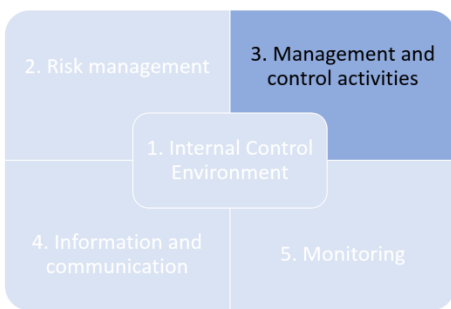 2. Risk management
3. Management and
control activities
1. Internal Control
Environment
4. Information and
communication
5. Monitoring